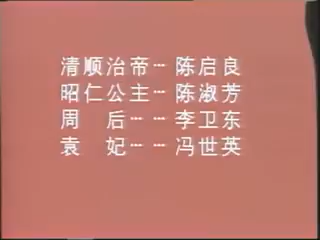 清顺治帝…陈启良
昭仁公主…陈淑芳
周　后……李卫东
袁　妃……冯世英